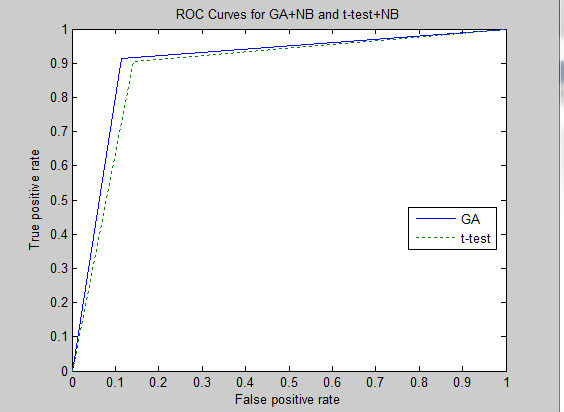 ROC Curves for GA+NB and t-test+NB
1
0.9
0.8
0.7
0.6
0.5
0.4
0.3
0.2
0.1
0
True positive rate
GA
t-test
0 0.1 0.2 0.3 0.4 0.5 0.6 0.7 0.8 0.9 1
False positive rate